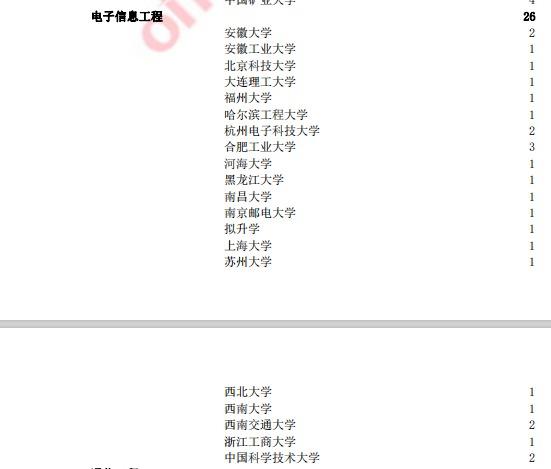 电子信息工程 26
安徽大学 2
安徽工业大学 1
北京科技大学 1
大连理工大学 1
福州大学 1
哈尔滨工程大学 1
杭州电子科技大学 2
合肥工业大学 3
河海大学 1
黑龙江大学 1
南昌大学 1
南京邮电大学 1
拟升学 1
上海大学 1
苏州大学 1
西北大学 1
西南大学 1
西南交通大学 2
浙江工商大学 1
中国科学技术大学 2